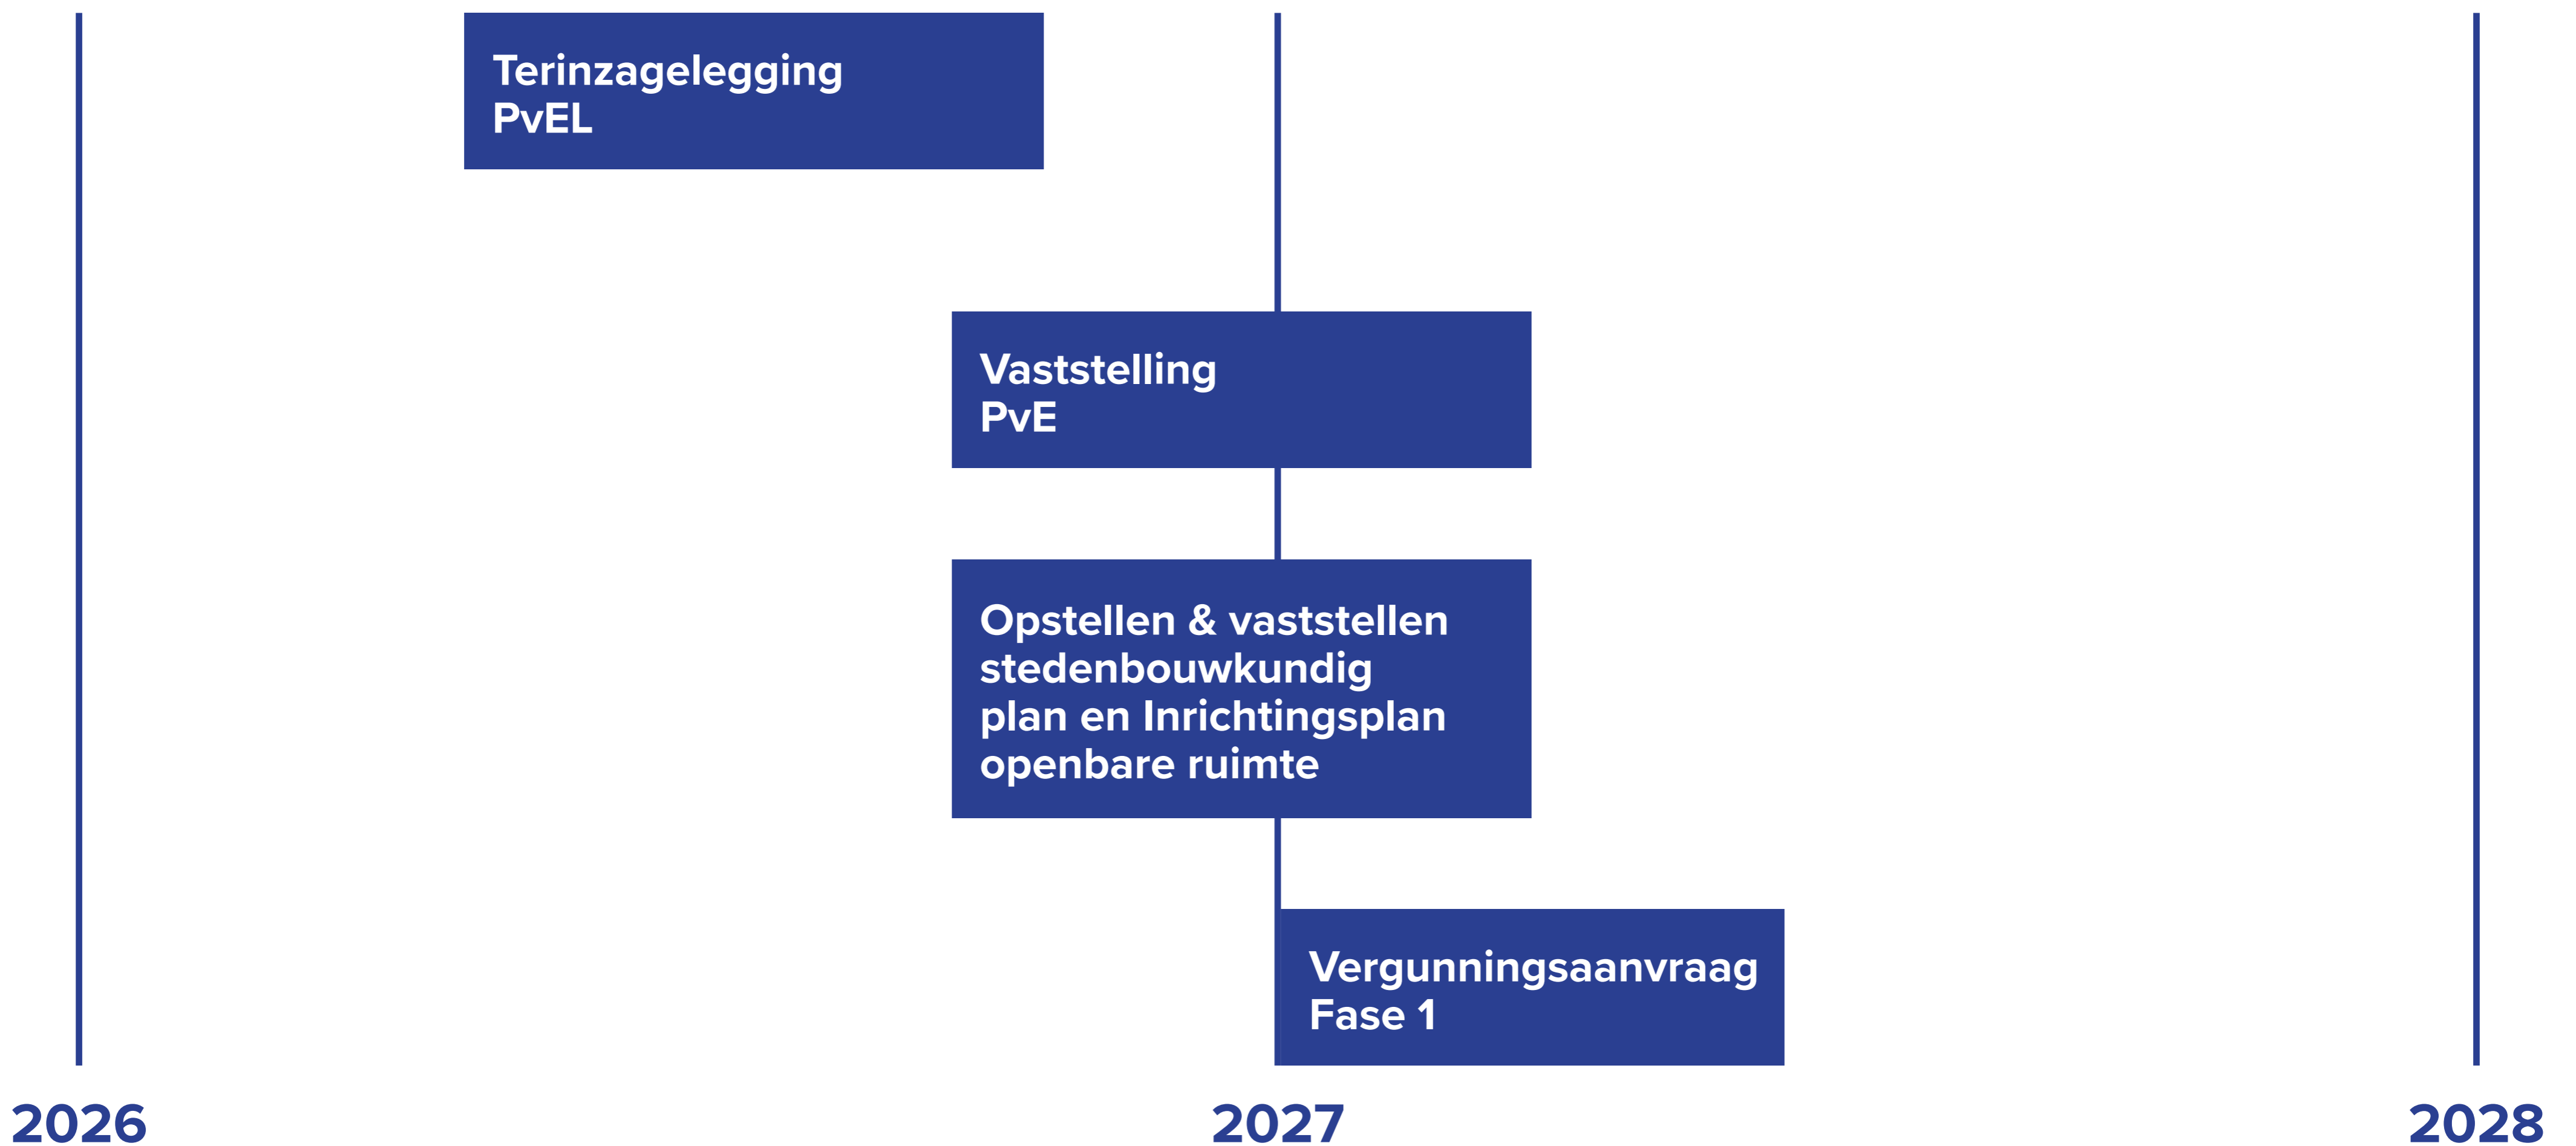 Terinzagelegging
PvEL
Vaststelling
PvE
Opstellen & vaststellen
stedenbouwkundig
plan en Inrichtingsplan
openbare ruimte
Vergunningsaanvraag
Fase 1
2026
2027
2028